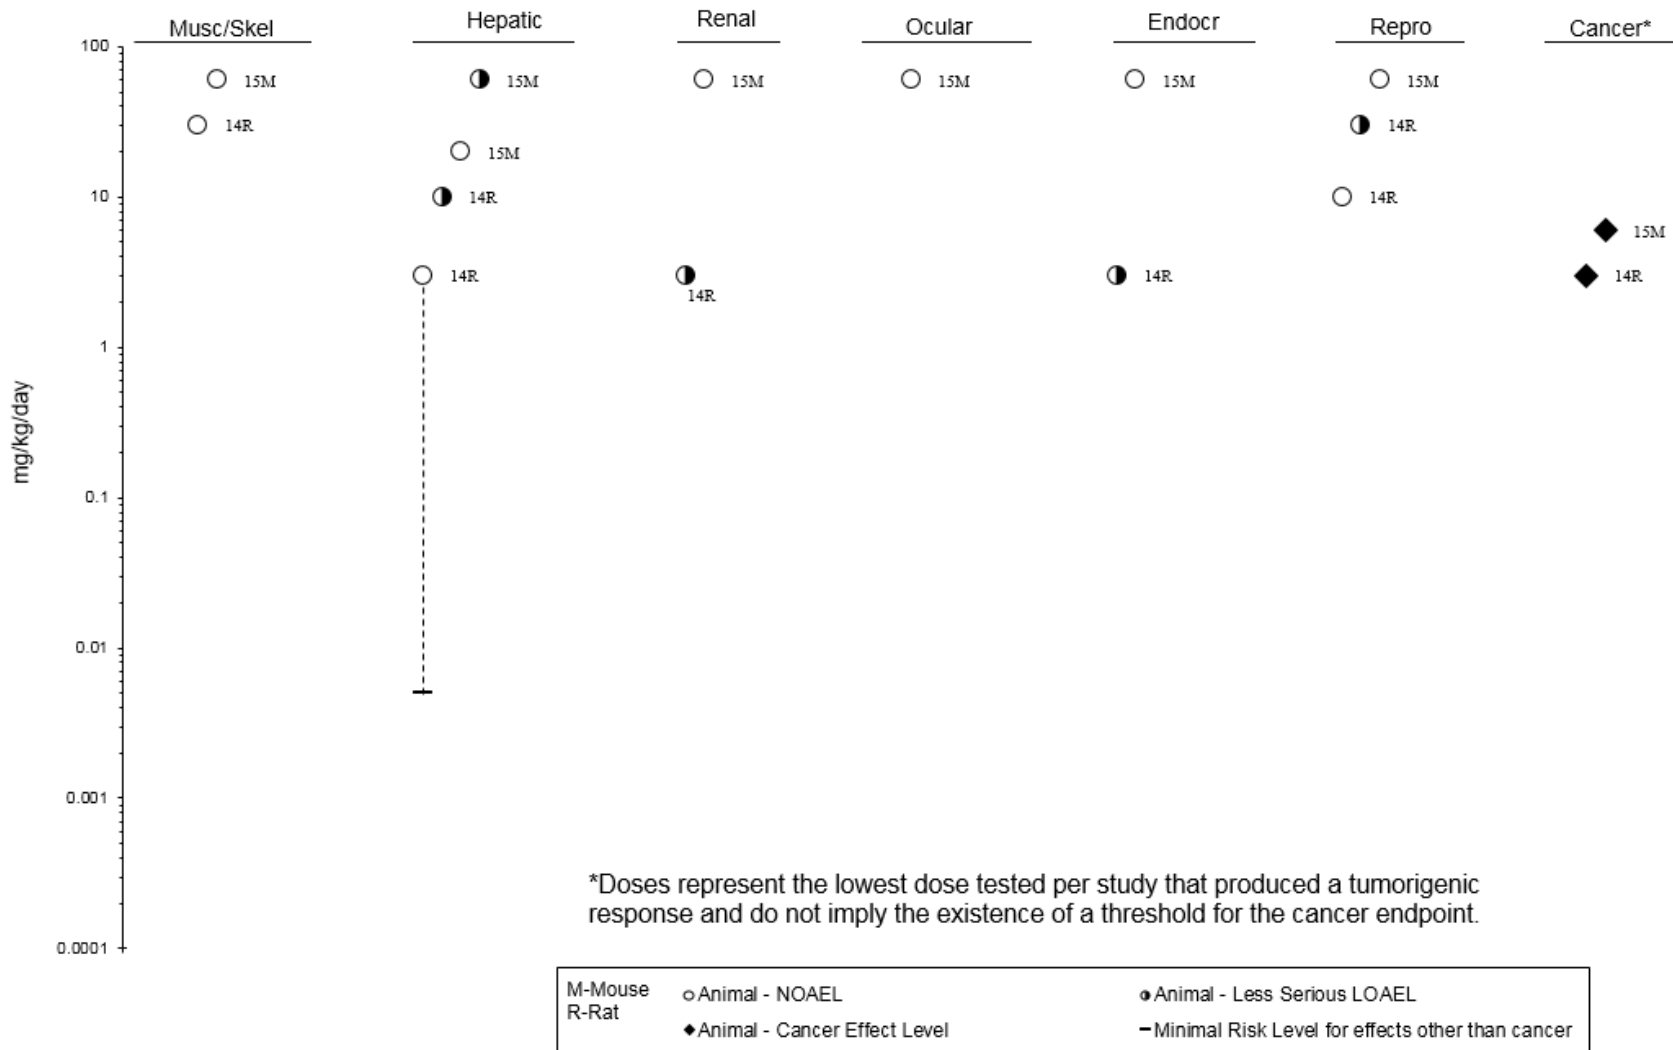 Musc/Skel Hepatic Renal Ocular Endocr Repro Cancer*
100
15M 15M 15M 15M 15M 15M
14R 14R
15M
10 14R 14R
15M
14R 14R 14R 14R
1
mg/kg/day
0.1
0.01
0.001
*Doses represent the lowest dose tested per study that produced a tumorigenic
response and do not imply the existence of a threshold for the cancer endpoint.
0.0001
M-Mouse Animal - NOAEL Animal - Less Serious LOAEL
R-Rat
Animal - Cancer Effect Level Minimal Risk Level for effects other than cancer